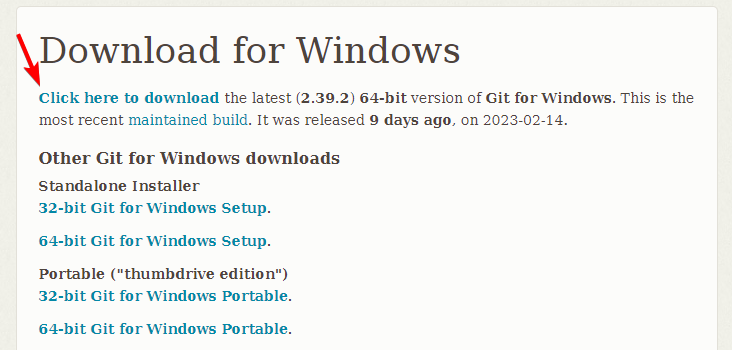 Download for Windows
Click here to download the latest (2.39.2) 64-bit version of Git for Windows. This is the
most recent maintained build. It was released 9 days ago, on 2023-02-14.
Other Git for Windows downloads
Standalone Installer
32-bit Git for Windows Setup.
64-bit Git for Windows Setup.
Portable ("thumbdrive edition")
32-bit Git for Windows Portable.
64-bit Git for Windows Portable.